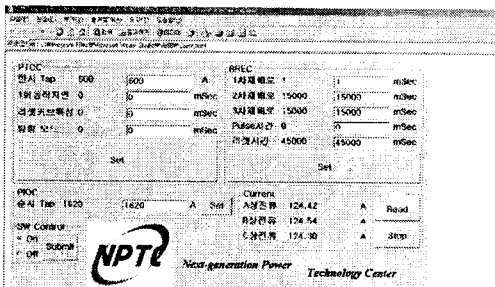 PTOC
한시 Tap 600 600 A
1회동작지연 0 0 mSec
리셋커브특성 0 0 mSec
방향 모드 0 0 mSec
Set
RREC
1차재폐로 1 1 mSec
2차재폐로 15000 15000 mSec
3차재폐로 15000 15000 mSec
Pulse시간 0 0 mSec
리셋시간 45000 45000 mSec
Set
PIOC
순시 Tap 1620 1620 A Set
SW Control
On
Off
Submit
Current
A상전류 124.42 A
B상전류 124.54 A
C상전류 124.30 A
Read
Stop
NPTC
Next-generation Power
Technology Center